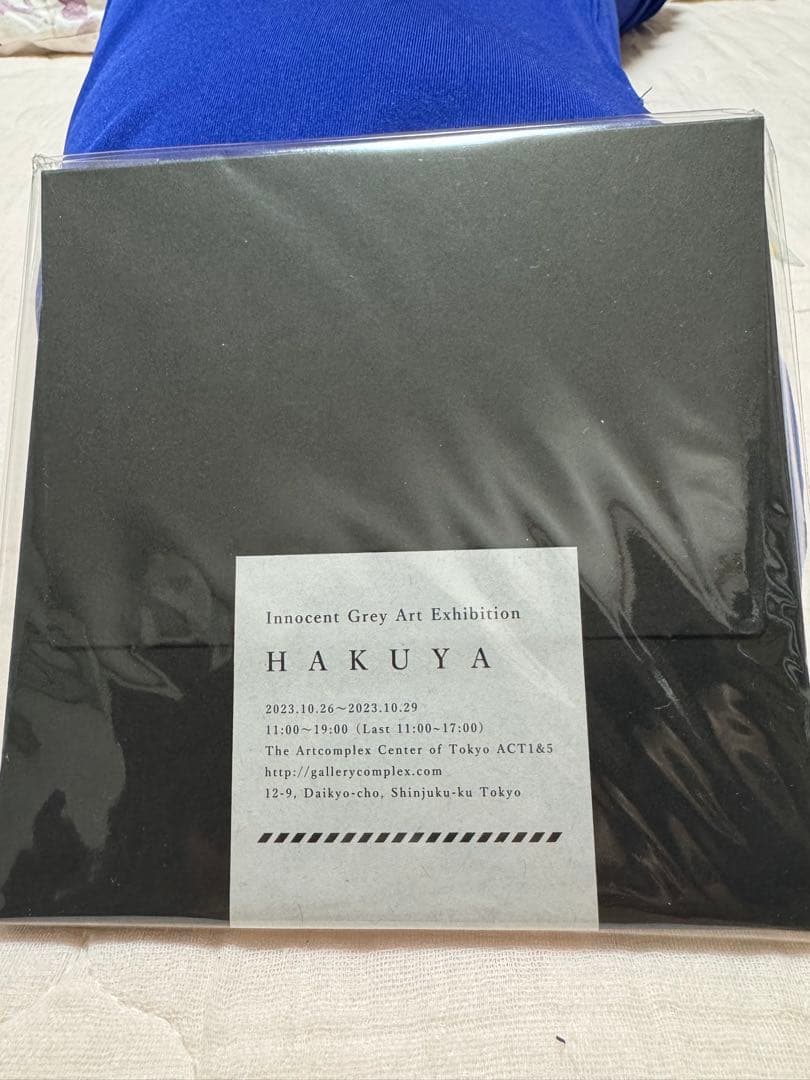 Innocent Grey Art Exhibition
HAKUYA
2023.10.26～2023.10.29
11:00～19:00 (Last 11:00~17:00)
The Artcomplex Center of Tokyo ACT1&5
http://gallerycomplex.com
12-9, Daikyo-cho, Shinjuku-ku Tokyo